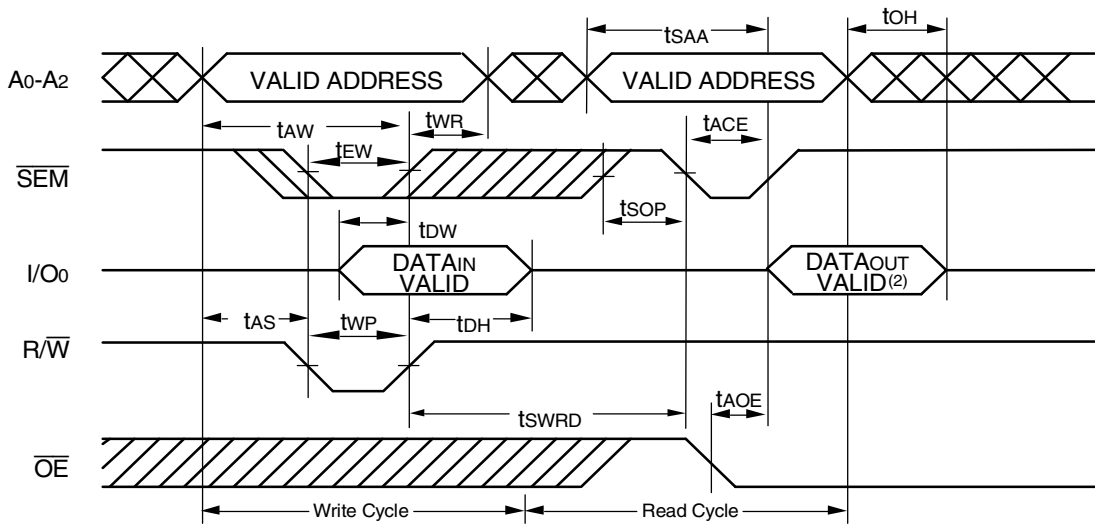 tOH
tSAA
A0-A2
VALID ADDRESS
VALID ADDRESS
tAW
tWR
tACE
tEW
SEM
tSOP
tDW
I/O0
DATAIN
VALID
DATAOUT
VALID(2)
tAS
tWP
tDH
R/W
tSWRD
tAOE
OE
Write Cycle
Read Cycle